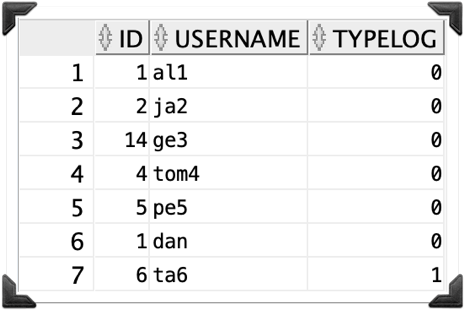 ID USERNAME TYPELOG
1 1 al1 0
2 2 ja2 0
3 14 ge3 0
4 4 tom4 0
5 5 pe5 0
6 1 dan 0
7 6 ta6 1